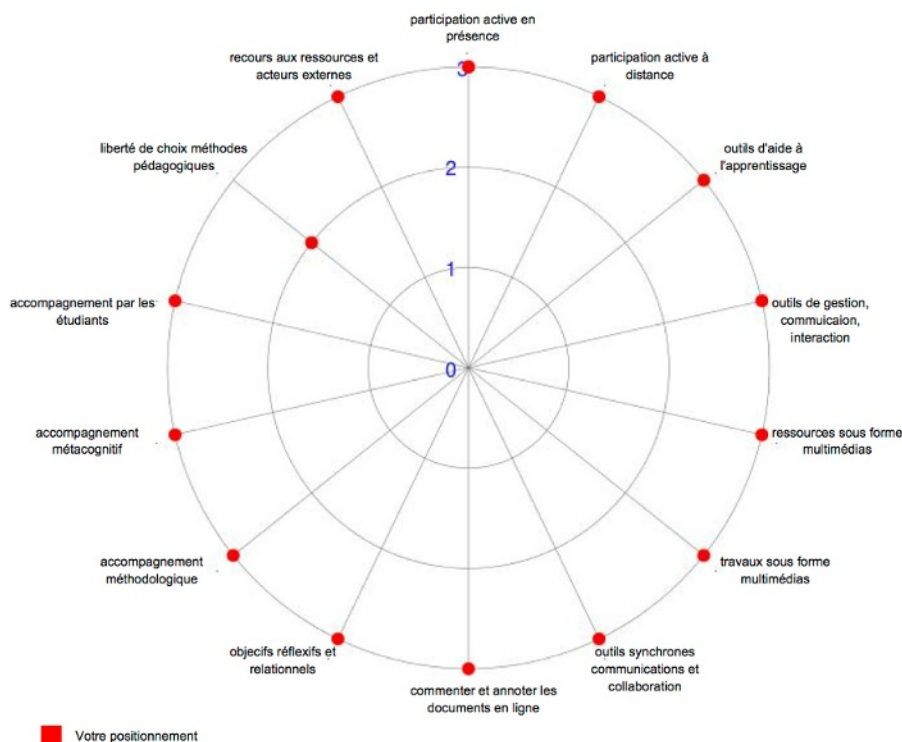 participation active en
présence
participation active à
distance
outils d'aide à
l'apprentissage
outils de gestion,
commuicaion,
interaction
ressources sous forme
multimédias
travaux sous forme
multimédias
outils synchrones
communications et
collaboration
commenter et annoter les
documents en ligne
objecifs réflexifs et
relationnels
accompagnement
méthodologique
accompagnement
métacognitif
accompagnement par les
étudiants
liberté de choix méthodes
pédagogiques
recours aux ressources et
acteurs externes
3
2
1
0
Votre positionnement